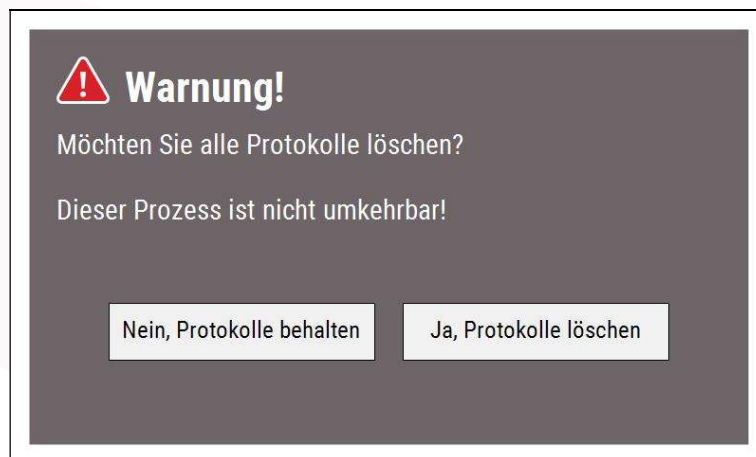 Warnung!
Möchten Sie alle Protokolle löschen?
Dieser Prozess ist nicht umkehrbar!
Nein, Protokolle behalten
Ja, Protokolle löschen